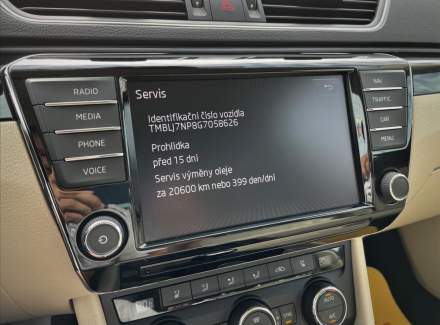 RADIO
MEDIA
PHONE
VOICE
Servis
Identifikační číslo vozidla
TMBLJ7NP8G7058626
Prohlídka
před 15 dní
Servis výměny oleje
za 20600 km nebo 399 den/dní
NAV
TRAFFIC
CAR
MENU